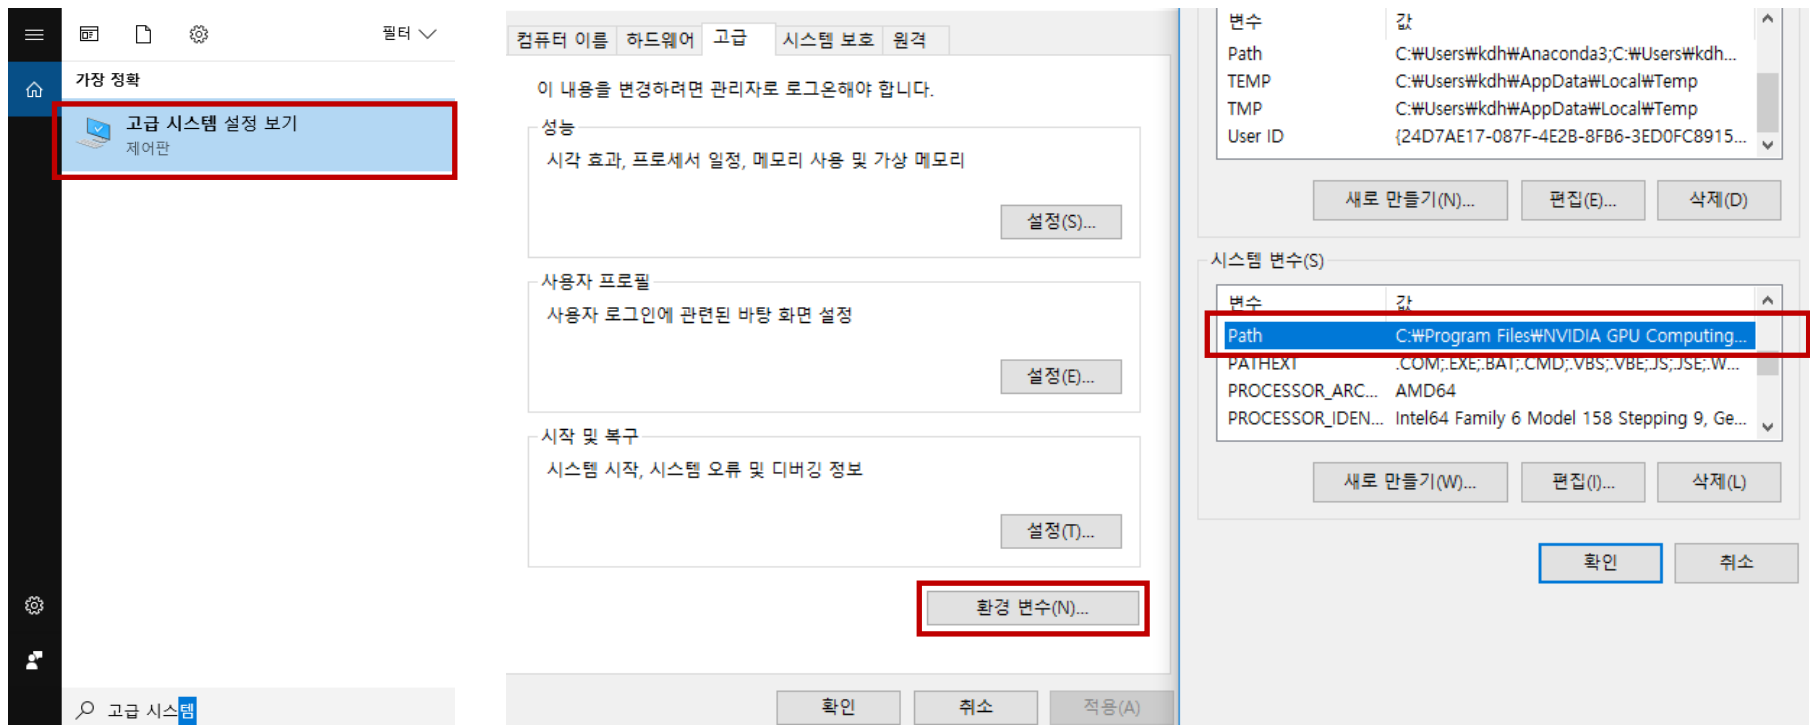 필터
가장 정확
고급 시스템 설정 보기
제어판
고급 시스템
컴퓨터 이름 하드웨어 고급 시스템 보호 원격
이 내용을 변경하려면 관리자로 로그온해야 합니다.
성능
시각 효과, 프로세서 일정, 메모리 사용 및 가상 메모리
설정(S)...
사용자 프로필
사용자 로그인에 관련된 바탕 화면 설정
설정(E)...
시작 및 복구
시스템 시작, 시스템 오류 및 디버깅 정보
설정(T)...
환경 변수(N)...
확인 취소 적용(A)
변수 값
Path C:₩Users₩kdh₩Anaconda3;C:₩Users₩kdh...
TEMP C:₩Users₩kdh₩AppData₩Local₩Temp
TMP C:₩Users₩kdh₩AppData₩Local₩Temp
User ID {24D7AE17-087F-4E2B-8FB6-3ED0FC8915...
새로 만들기(N)... 편집(E)... 삭제(D)
시스템 변수(S)
변수 값
Path C:₩Program Files₩NVIDIA GPU Computing...
PATHEXT .COM;.EXE;.BAT;.CMD;.VBS;.VBE;.JS;.JSE;.W...
PROCESSOR_ARC... AMD64
PROCESSOR_IDEN... Intel64 Family 6 Model 158 Stepping 9, Ge...
새로 만들기(W)... 편집(I)... 삭제(L)
확인 취소